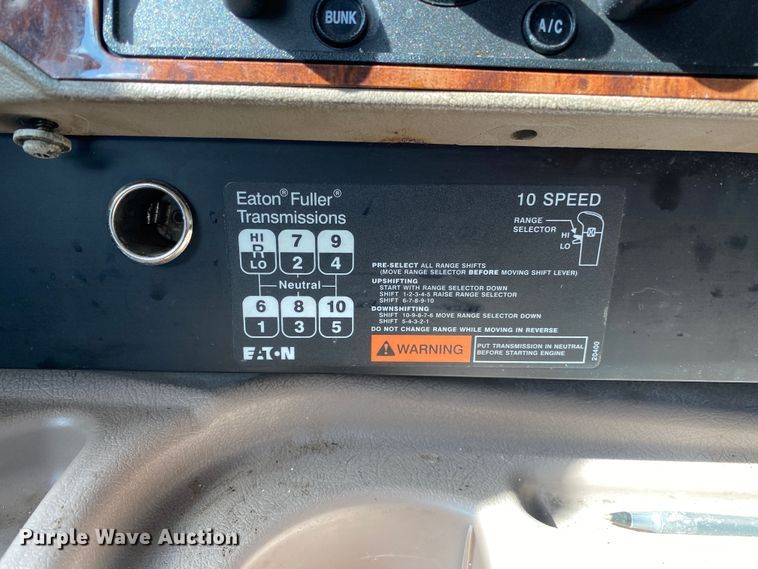 BUNK
A/C
Eaton® Fuller®
Transmissions
10 SPEED
RANGE
SELECTOR
HI
LO
HI 7 9
R
LO 2 4
Neutral
6 8 10
1 3 5
EATON
PRE-SELECT ALL RANGE SHIFTS
(MOVE RANGE SELECTOR BEFORE MOVING SHIFT LEVER)
UPSHIFTING
START WITH RANGE SELECTOR DOWN
SHIFT 1-2-3-4-5 RAISE RANGE SELECTOR
SHIFT 6-7-8-9-10
DOWNSHIFTING
SHIFT 10-9-8-7-6 MOVE RANGE SELECTOR DOWN
SHIFT 5-4-3-2-1
DO NOT CHANGE RANGE WHILE MOVING IN REVERSE
WARNING
PUT TRANSMISSION IN NEUTRAL
BEFORE STARTING ENGINE
20400
Purple Wave Auction